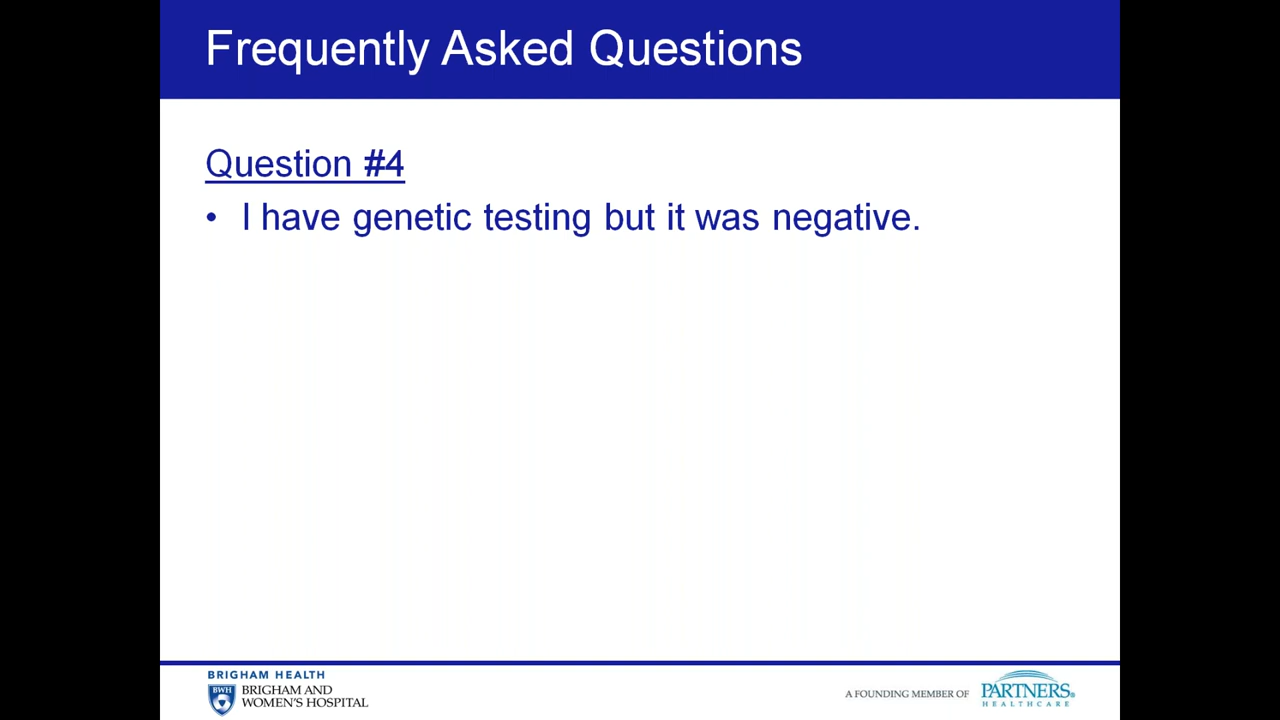 Frequently Asked Questions
Question #4
• I have genetic testing but it was negative.
BRIGHAM HEALTH
BWH
BRIGHAM AND
WOMEN'S HOSPITAL
A FOUNDING MEMBER OF
PARTNERS®
HEALTHCARE